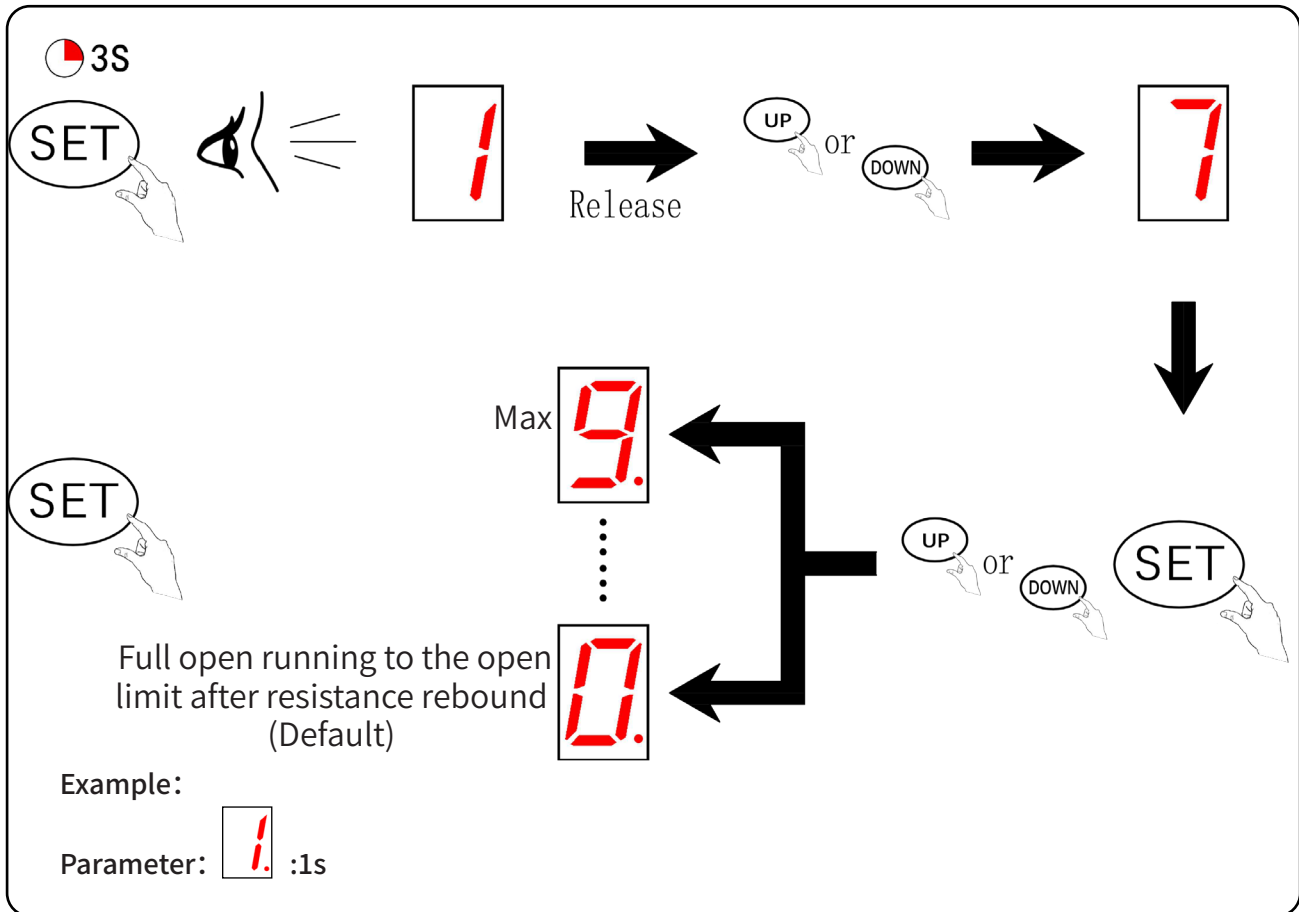 3S
SET
1
Release
UP
or
DOWN
7
Max
9.
SET
UP
or
DOWN
SET
Full open running to the open
limit after resistance rebound
(Default)
0.
Example:
Parameter: 1. :1s